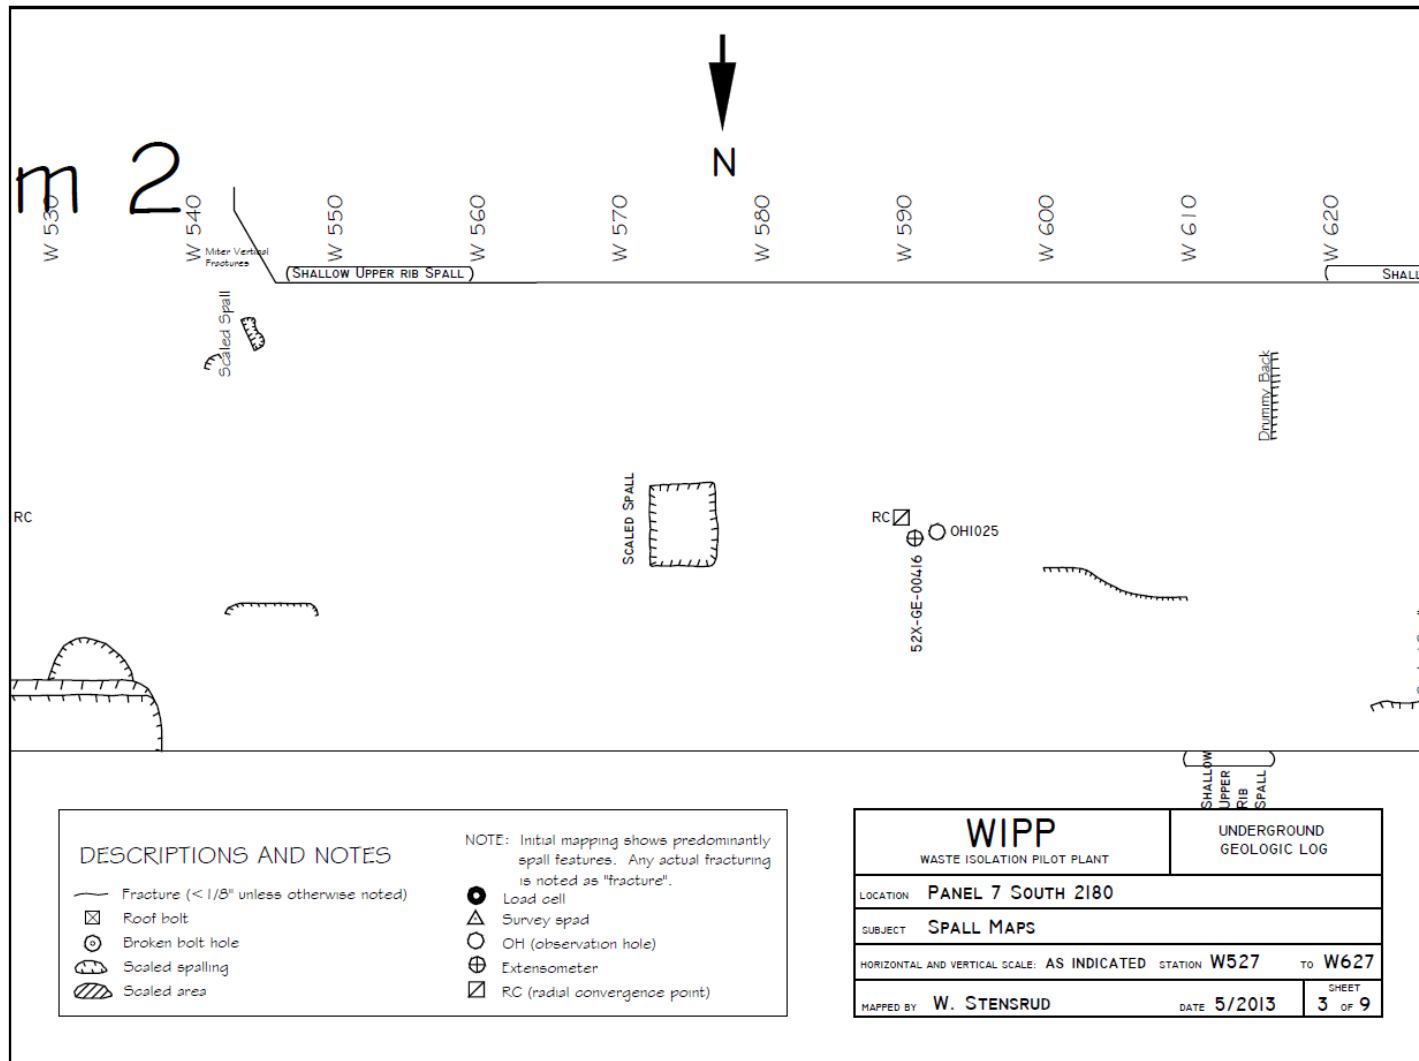 N
m 2
W 530
W 540
W 550
W 560
W 570
W 580
W 590
W 600
W 610
W 620
Miter Vertical
Fractures
(SHALLOW UPPER RIB SPALL)
SHALL
Scaled Spall
Drummy Back
SCALED SPALL
RC
RC
OH1025
52X-GE-00416
SHALLOW
UPPER
RIB
SPALL
DESCRIPTIONS AND NOTES
Fracture (< 1/8" unless otherwise noted)
Roof bolt
Broken bolt hole
Scaled spalling
Scaled area
NOTE: Initial mapping shows predominantly
spall features. Any actual fracturing
is noted as "fracture".
Load cell
Survey spad
OH (observation hole)
Extensometer
RC (radial convergence point)
WIPP
WASTE ISOLATION PILOT PLANT
UNDERGROUND
GEOLOGIC LOG
LOCATION PANEL 7 SOUTH 2180
SUBJECT SPALL MAPS
HORIZONTAL AND VERTICAL SCALE: AS INDICATED STATION W527 TO W627
MAPPED BY W. STENSRUD DATE 5/2013
SHEET
3 OF 9